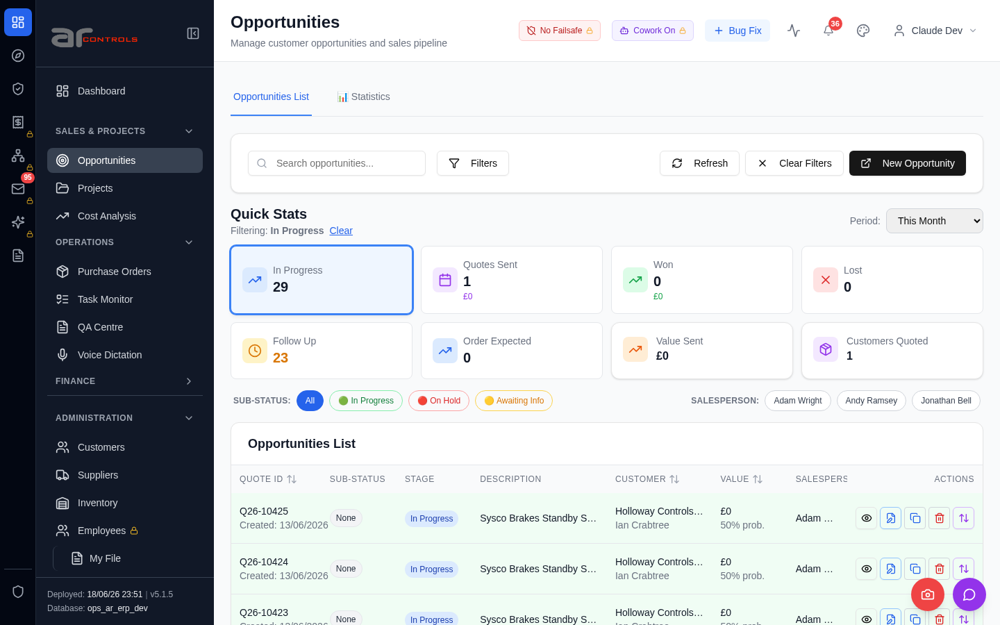 ar CONTROLS
Dashboard
SALES & PROJECTS
Opportunities
Projects
Cost Analysis
OPERATIONS
Purchase Orders
Task Monitor
QA Centre
Voice Dictation
FINANCE
ADMINISTRATION
Customers
Suppliers
Inventory
Employees
My File
Deployed: 18/06/26 23:51 | v5.1.5
Database: ops_ar_erp_dev
95
Opportunities
Manage customer opportunities and sales pipeline
No Failsafe
Cowork On
Bug Fix
36
Claude Dev
Opportunities List
Statistics
Search opportunities...
Filters
Refresh
Clear Filters
New Opportunity
Quick Stats
Filtering: In Progress Clear
Period: This Month
In Progress
29
Quotes Sent
1
£0
Won
0
£0
Lost
0
Follow Up
23
Order Expected
0
Value Sent
£0
Customers Quoted
1
SUB-STATUS: All In Progress On Hold Awaiting Info
SALESPERSON: Adam Wright Andy Ramsey Jonathan Bell
Opportunities List
QUOTE ID SUB-STATUS STAGE DESCRIPTION CUSTOMER VALUE SALESPERS ACTIONS
Q26-10425 None In Progress Sysco Brakes Standby S... Holloway Controls... £0 Adam ...
Created: 13/06/2026 Ian Crabtree 50% prob.
Q26-10424 None In Progress Sysco Brakes Standby S... Holloway Controls... £0 Adam ...
Created: 13/06/2026 Ian Crabtree 50% prob.
Q26-10423 None In Progress Sysco Brakes Standby S... Holloway Controls... £0 Adam ...
Created: 13/06/2026 Ian Crabtree 50% prob.